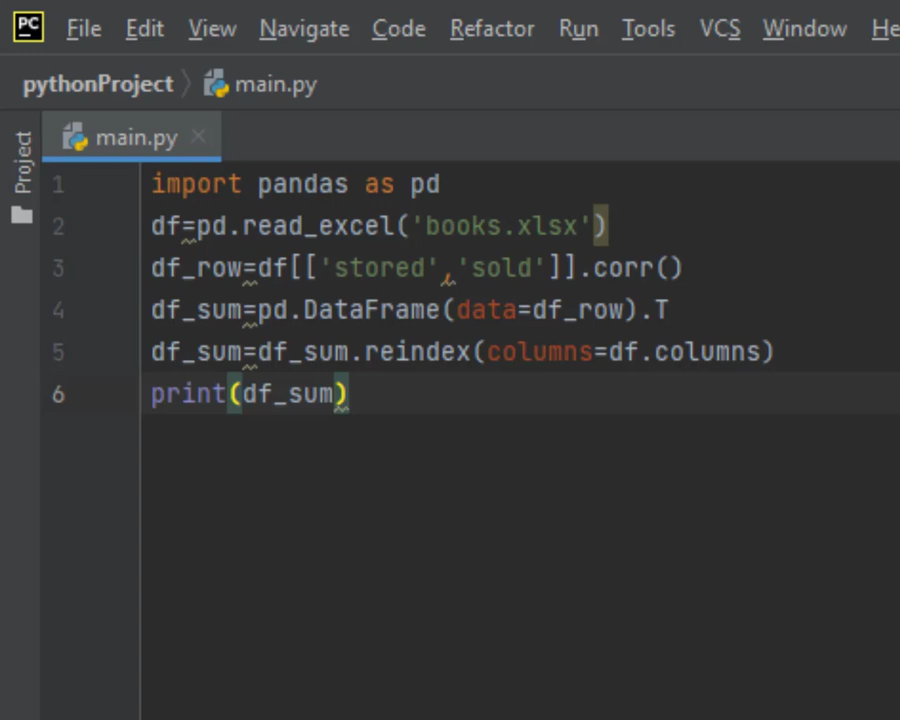 PC File Edit View Navigate Code Refactor Run Tools VCS Window He
pythonProject main.py
main.py
Project
1 import pandas as pd
2 df=pd.read_excel('books.xlsx')
3 df_row=df[['stored','sold']].corr()
4 df_sum=pd.DataFrame(data=df_row).T
5 df_sum=df_sum.reindex(columns=df.columns)
6 print(df_sum)